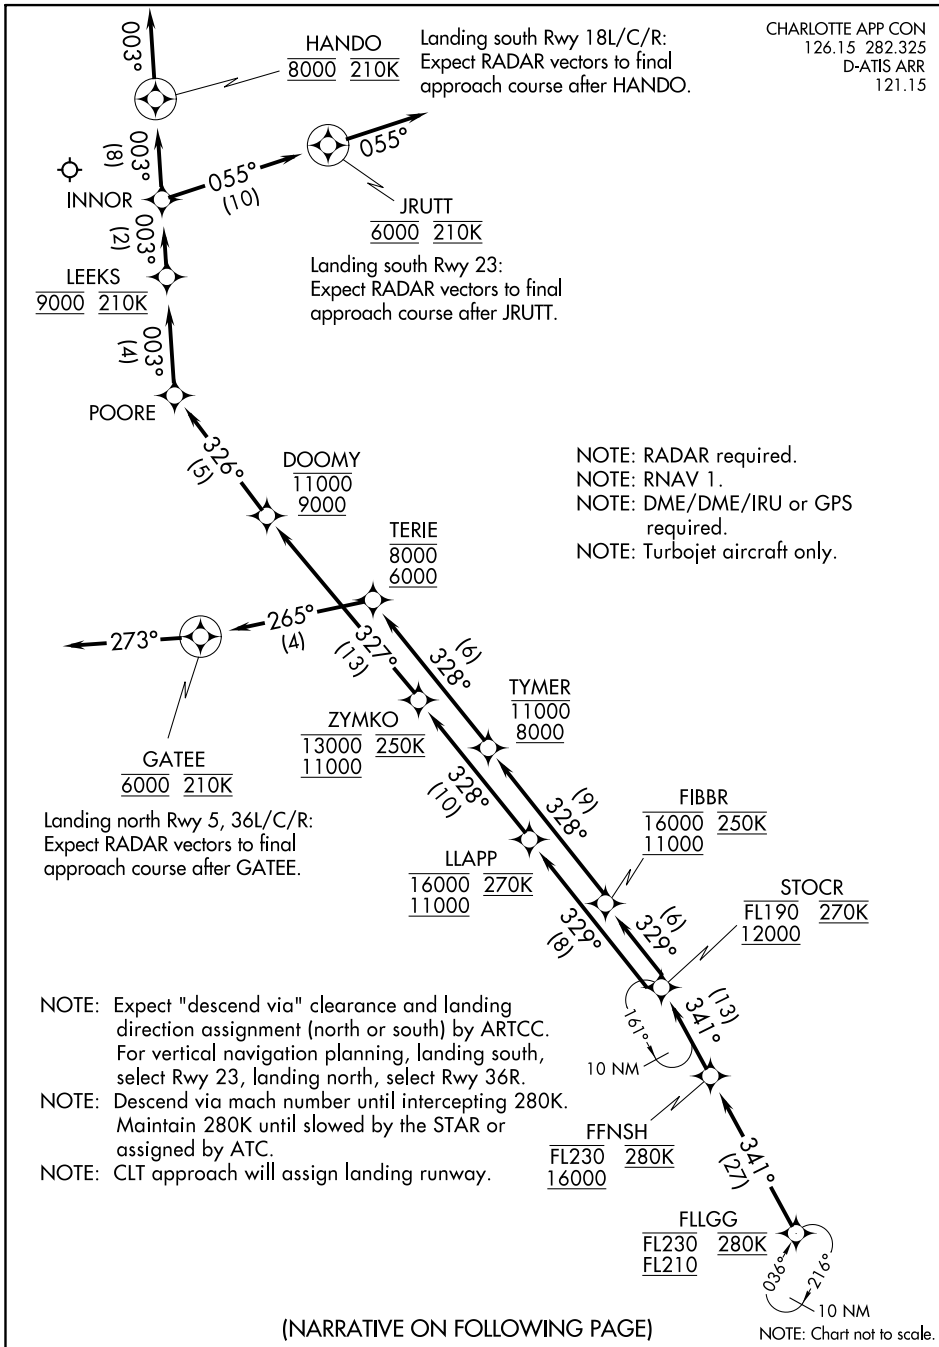 CHARLOTTE APP CON
126.15 282.325
D-ATIS ARR
121.15
003°
HANDO
8000 210K
Landing south Rwy 18L/C/R:
Expect RADAR vectors to final
approach course after HANDO.
003°
(8)
INNOR
055°
(10)
055°
JRUTT
6000 210K
Landing south Rwy 23:
Expect RADAR vectors to final
approach course after JRUTT.
003°
(2)
LEEKS
9000 210K
003°
(4)
POORE
326°
(5)
DOOMY
11000
9000
NOTE: RADAR required.
NOTE: RNAV 1.
NOTE: DME/DME/IRU or GPS
required.
NOTE: Turbojet aircraft only.
TERIE
8000
6000
265°
(4)
273°
327°
(13)
328°
(6)
GATEE
6000 210K
Landing north Rwy 5, 36L/C/R:
Expect RADAR vectors to final
approach course after GATEE.
ZYMKO
13000 250K
11000
TYMER
11000
8000
328°
(10)
328°
(9)
FIBBR
16000 250K
11000
LLAPP
16000 270K
11000
STOCR
FL190 270K
12000
329°
(8)
329°
(6)
161°
10 NM
341°
(13)
NOTE: Expect "descend via" clearance and landing
direction assignment (north or south) by ARTCC.
For vertical navigation planning, landing south,
select Rwy 23, landing north, select Rwy 36R.
NOTE: Descend via mach number until intercepting 280K.
Maintain 280K until slowed by the STAR or
assigned by ATC.
NOTE: CLT approach will assign landing runway.
FFNSH
FL230 280K
16000
341°
(27)
FLLGG
FL230 280K
FL210
036°
216°
10 NM
(NARRATIVE ON FOLLOWING PAGE)
NOTE: Chart not to scale.